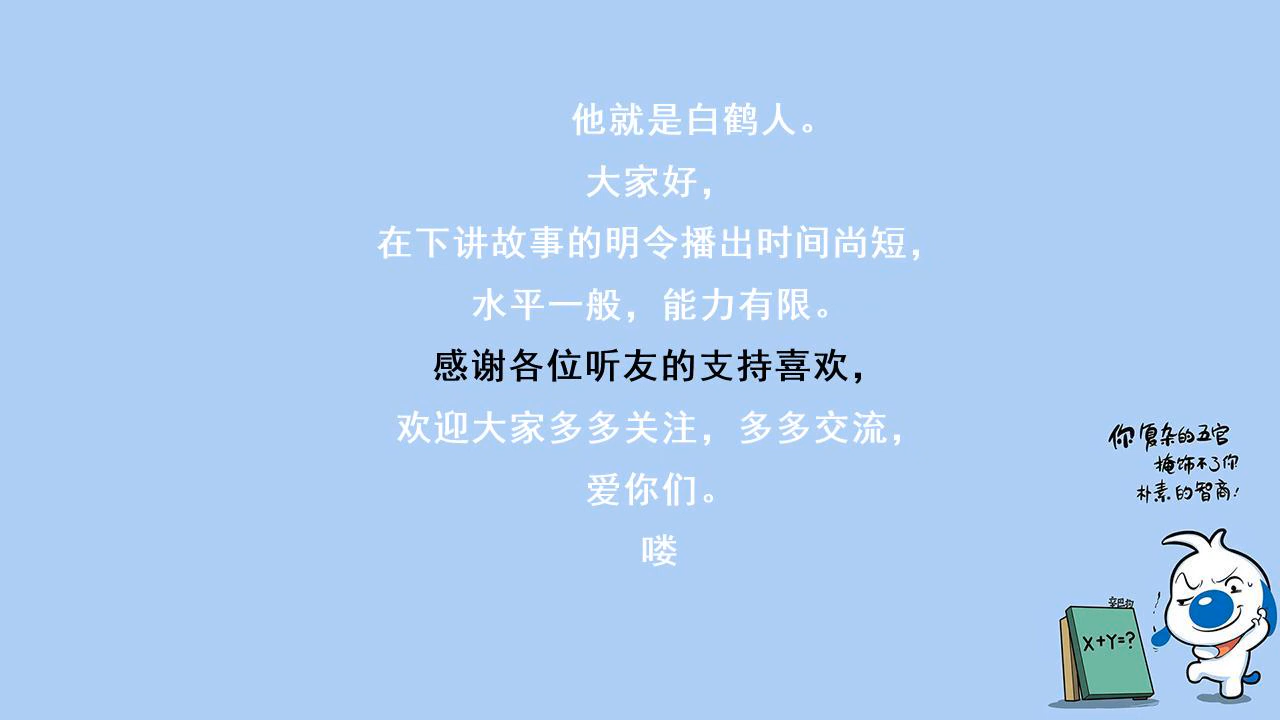 他就是白鹤人。
大家好，
在下讲故事的明令播出时间尚短，
水平一般，能力有限。
感谢各位听友的支持喜欢，
欢迎大家多多关注，多多交流，
爱你们。
喽
你复杂的五官
掩饰不了你
朴素的智商！
X+Y=?